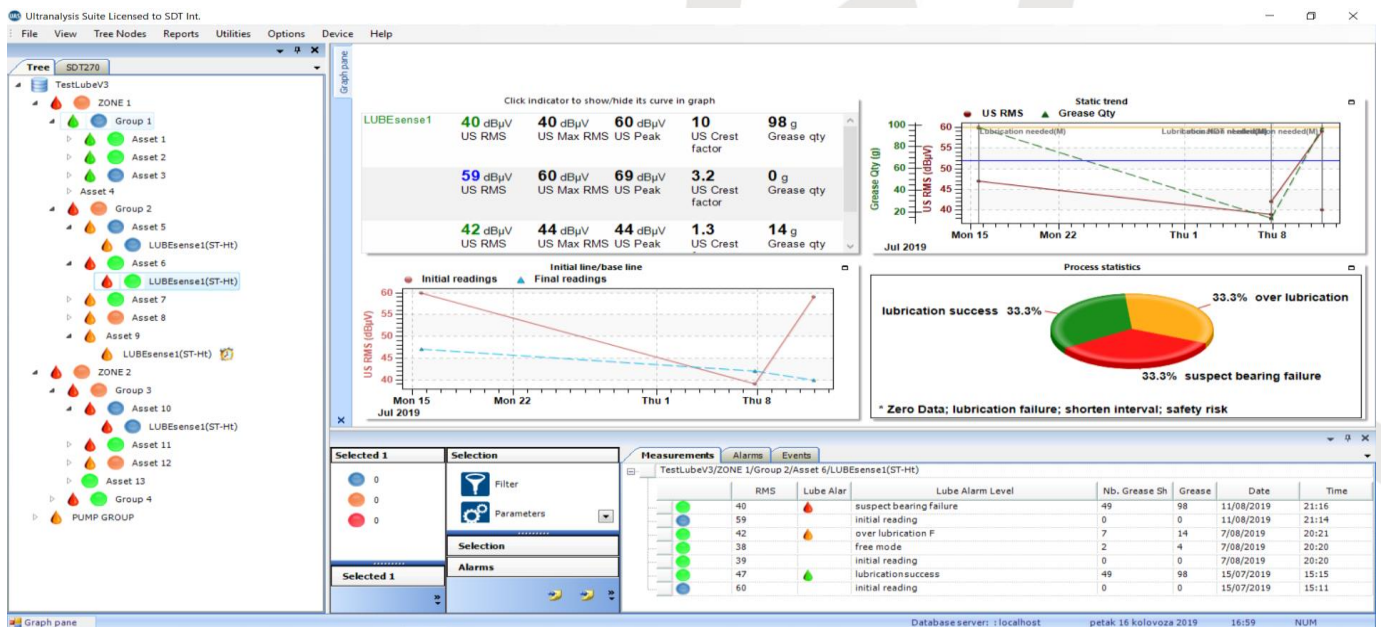 Ultranalysis Suite Licensed to SDT Int.
File View Tree Nodes Reports Utilities Options Device Help
Tree SDT270
TestLubeV3
ZONE 1
Group 1
Asset 1
Asset 2
Asset 3
Asset 4
Group 2
Asset 5
LUBEsense1(ST-Ht)
Asset 6
LUBEsense1(ST-Ht)
Asset 7
Asset 8
Asset 9
LUBEsense1(ST-Ht)
ZONE 2
Group 3
Asset 10
LUBEsense1(ST-Ht)
Asset 11
Asset 12
Asset 13
Group 4
PUMP GROUP
Graph pane
Click indicator to show/hide its curve in graph
LUBEsense1 40 dBµV 40 dBµV 60 dBµV 10 98 g
US RMS US Max RMS US Peak US Crest factor Grease qty
59 dBµV 60 dBµV 69 dBµV 3.2 0 g
US RMS US Max RMS US Peak US Crest factor Grease qty
42 dBµV 44 dBµV 44 dBµV 1.3 14 g
US RMS US Max RMS US Peak US Crest Grease qty
Static trend
US RMS Grease Qty
Lubrication needed(M)
Grease Qty (g)
100
80
60
40
20
US RMS (dBµV)
60
55
50
45
40
Mon 15 Mon 22 Thu 1 Thu 8
Jul 2019
Initial line/base line
Initial readings Final readings
US RMS (dBµV)
60
55
50
45
40
Mon 15 Mon 22 Thu 1 Thu 8
Jul 2019
Process statistics
lubrication success 33.3%
33.3% over lubrication
33.3% suspect bearing failure
* Zero Data; lubrication failure; shorten interval; safety risk
Selected 1
0
0
0
Selected 1
Selection
Filter
Parameters
Selection
Alarms
Measurements Alarms Events
TestLubeV3/ZONE 1/Group 2/Asset 6/LUBEsense1(ST-Ht)
RMS Lube Alar Lube Alarm Level Nb. Grease Sh Grease Date Time
40 suspect bearing failure 49 98 11/08/2019 21:16
59 initial reading 0 0 11/08/2019 21:14
42 over lubrication F 7 14 7/08/2019 20:21
38 free mode 2 4 7/08/2019 20:20
39 initial reading 0 0 7/08/2019 20:20
47 lubrication success 49 98 15/07/2019 15:15
60 initial reading 0 0 15/07/2019 15:11
Graph pane
Database server: : localhost petak 16 kolovoza 2019 16:59 NUM